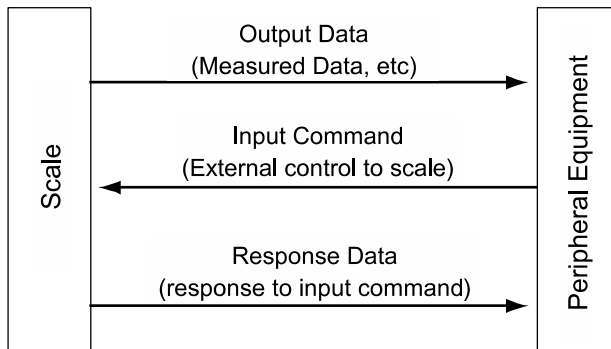 Scale
Output Data
(Measured Data, etc)
Input Command
(External control to scale)
Response Data
(response to input command)
Peripheral Equipment